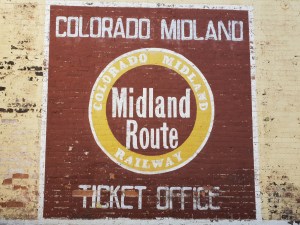 COLORADO MIDLAND
COLORADO MIDLAND
Midland
Route
RAILWAY
TICKET OFFICE